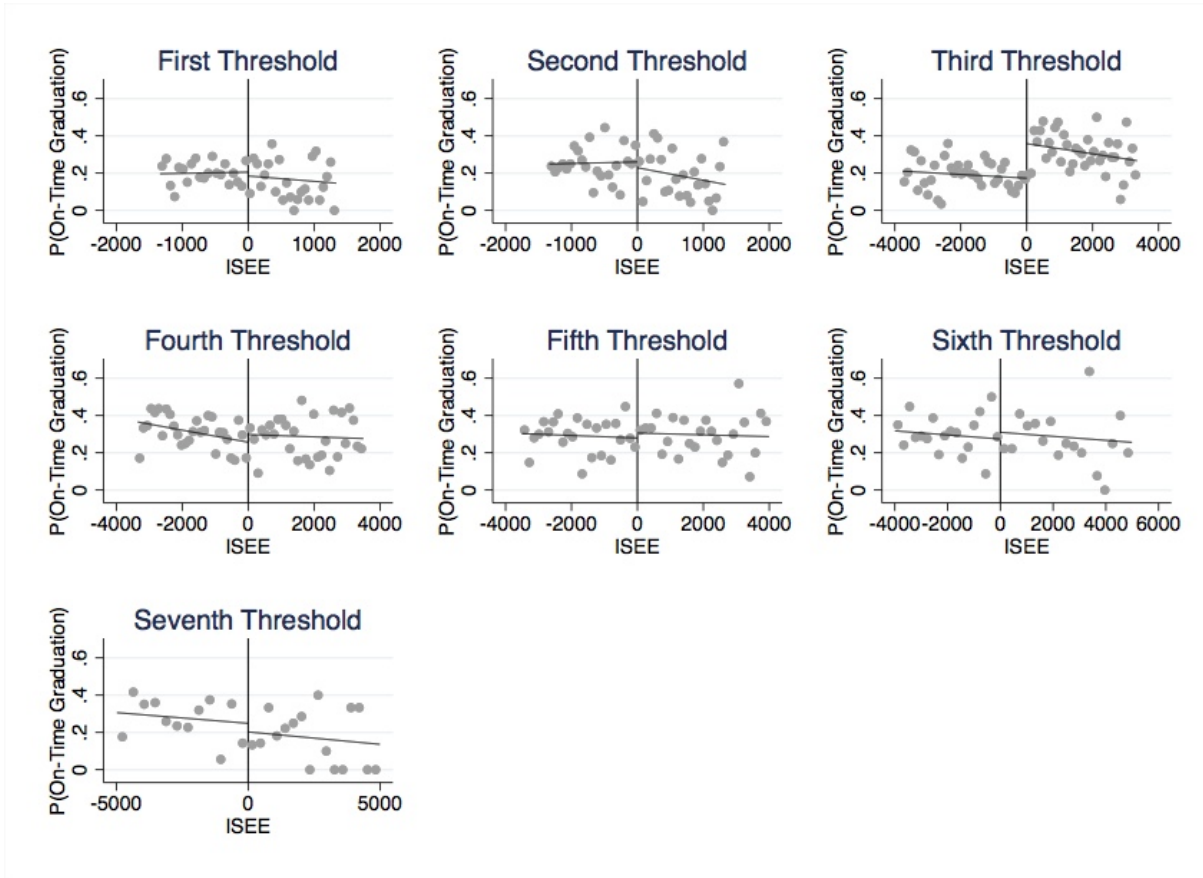 First Threshold
P(On-Time Graduation)
.6
.4
.2
0
-2000 -1000 0 1000 2000
ISEE
Second Threshold
P(On-Time Graduation)
.6
.4
.2
0
-2000 -1000 0 1000 2000
ISEE
Third Threshold
P(On-Time Graduation)
.6
.4
.2
0
-4000 -2000 0 2000 4000
ISEE
Fourth Threshold
P(On-Time Graduation)
.6
.4
.2
0
-4000 -2000 0 2000 4000
ISEE
Fifth Threshold
P(On-Time Graduation)
.6
.4
.2
0
-4000 -2000 0 2000 4000
ISEE
Sixth Threshold
P(On-Time Graduation)
.6
.4
.2
0
-4000 -2000 0 2000 4000 6000
ISEE
Seventh Threshold
P(On-Time Graduation)
.6
.4
.2
0
-5000 0 5000
ISEE